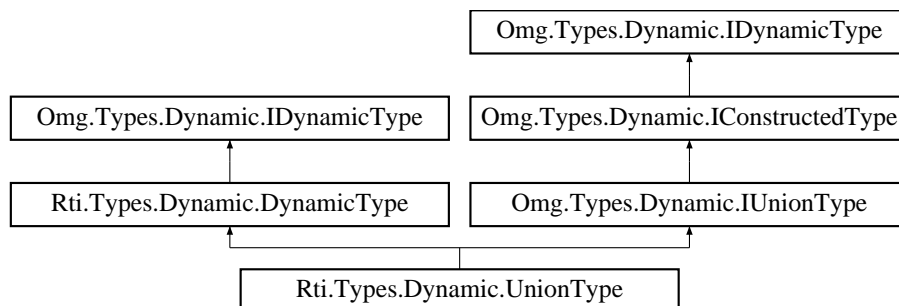 Omg.Types.Dynamic.IDynamicType
Omg.Types.Dynamic.IDynamicType
Omg.Types.Dynamic.IConstructedType
Rti.Types.Dynamic.DynamicType
Omg.Types.Dynamic.IUnionType
Rti.Types.Dynamic.UnionType